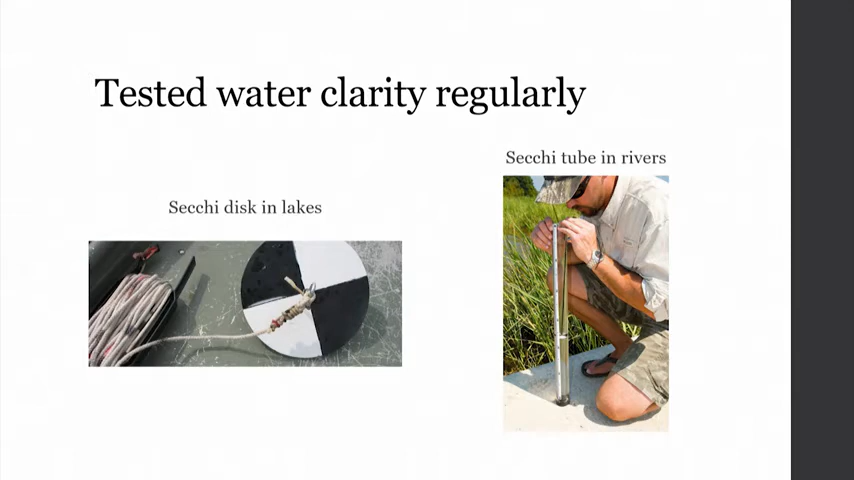 Tested water clarity regularly
Secchi tube in rivers
Secchi disk in lakes